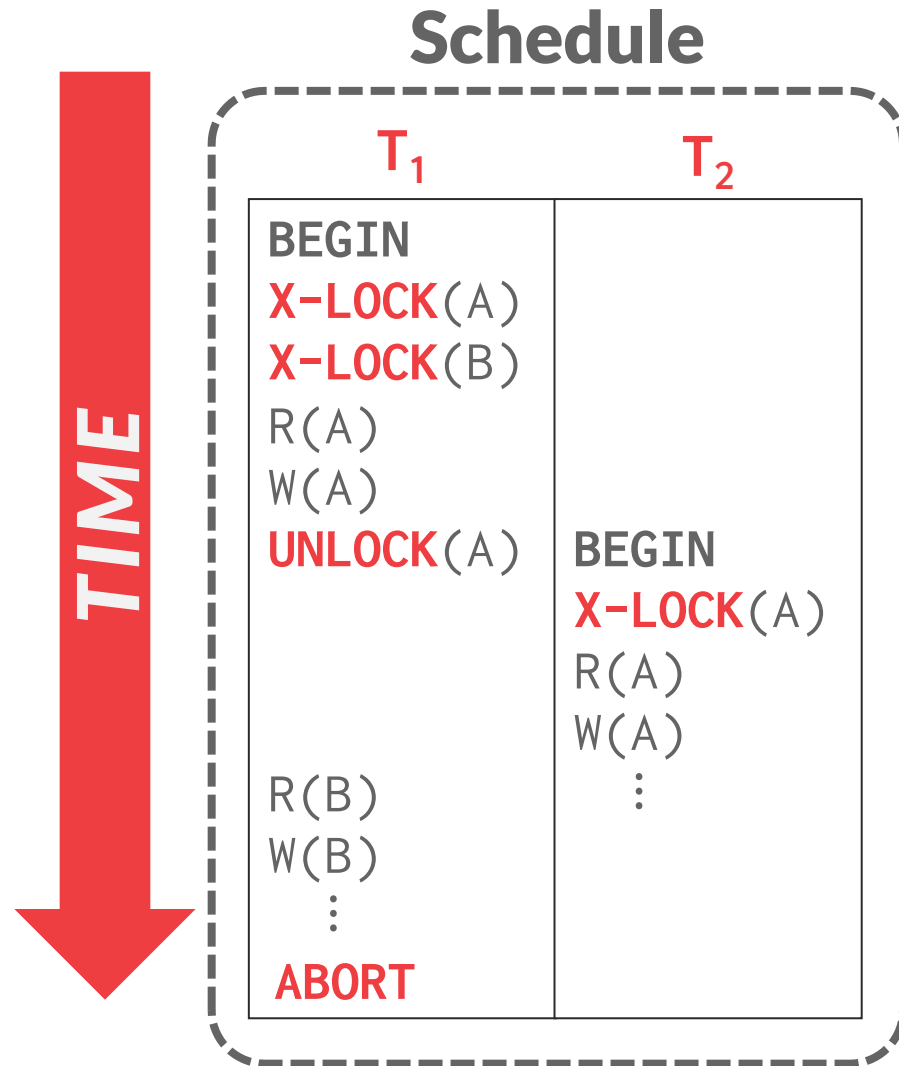 Schedule
TIME
T1 T2
BEGIN
X-LOCK(A)
X-LOCK(B)
R(A)
W(A)
UNLOCK(A) BEGIN
X-LOCK(A)
R(A)
W(A)
R(B) ⋮
W(B)
⋮
ABORT